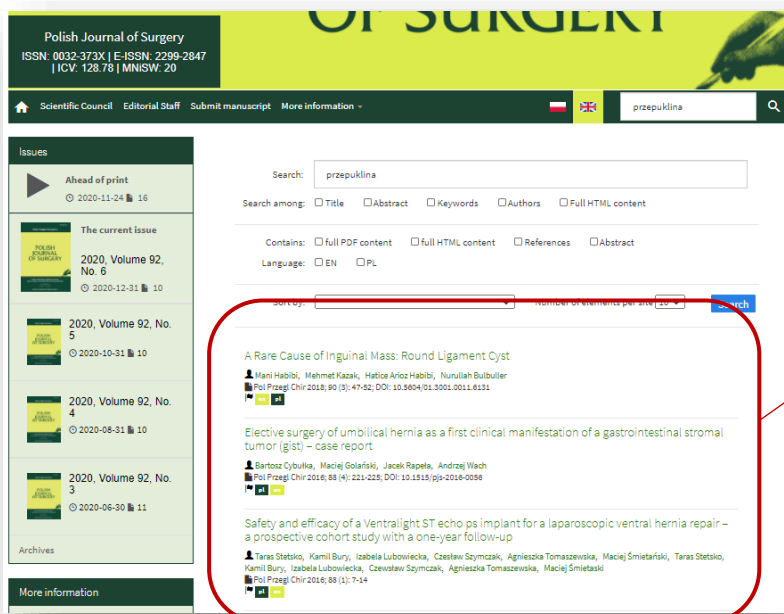 OF SURGERY
Polish Journal of Surgery
ISSN: 0032-373X | E-ISSN: 2299-2847
| ICV: 128.78 | MNiSW: 20
Scientific Council Editorial Staff Submit manuscript More information
przepuklina
Issues
Ahead of print
2020-11-24 16
The current issue
POLISH
JOURNAL
OF SURGERY
2020, Volume 92,
No. 6
2020-12-31 10
2020, Volume 92, No.
5
2020-10-31 10
2020, Volume 92, No.
4
2020-08-31 10
2020, Volume 92, No.
3
2020-06-30 11
Archives
More information
Search: przepuklina
Search among: Title Abstract Keywords Authors Full HTML content
Contains: full PDF content full HTML content References Abstract
Language: EN PL
Sort by: Number of elements per site 10 Search
A Rare Cause of Inguinal Mass: Round Ligament Cyst
Mani Habibi, Mehmet Kazak, Hatice Arioz Habibi, Nurullah Bulbuller
Pol Przegl Chir 2018; 90 (3): 47-52; DOI: 10.5604/01.3001.0011.6131
en pl
Elective surgery of umbilical hernia as a first clinical manifestation of a gastrointestinal stromal
tumor (gist) – case report
Bartosz Cybułka, Maciej Golański, Jacek Rapeła, Andrzej Wach
Pol Przegl Chir 2016; 88 (4): 221-225; DOI: 10.1515/pjs-2016-0056
pl en
Safety and efficacy of a Ventralight ST echo ps implant for a laparoscopic ventral hernia repair –
a prospective cohort study with a one-year follow-up
Taras Stetsko, Kamil Bury, Izabela Lubowiecka, Czesław Szymczak, Agnieszka Tomaszewska, Maciej Śmietański, Taras Stetsko,
Kamil Bury, Izabela Lubowiecka, Czewsław Szymczak, Agnieszka Tomaszewska, Maciej Śmietaski
Pol Przegl Chir 2016; 88 (1): 7-14
pl en